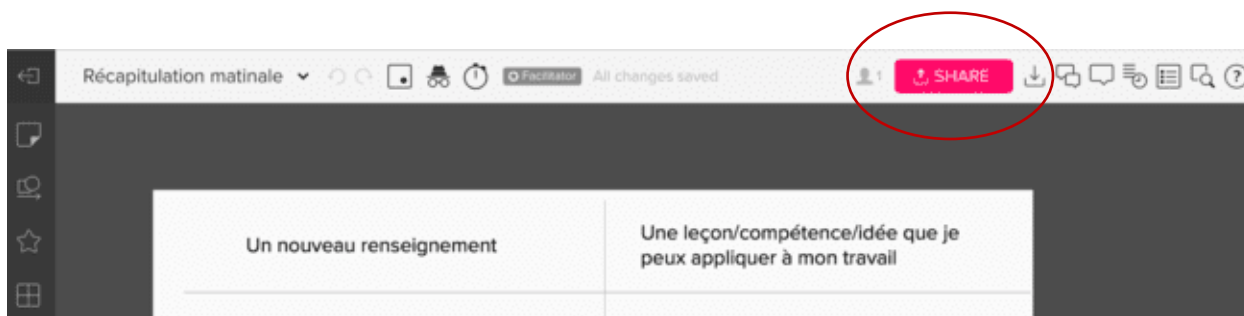 Récapitulation matinale
Facilitator
All changes saved
1
SHARE
?
Un nouveau renseignement
Une leçon/compétence/idée que je
peux appliquer à mon travail